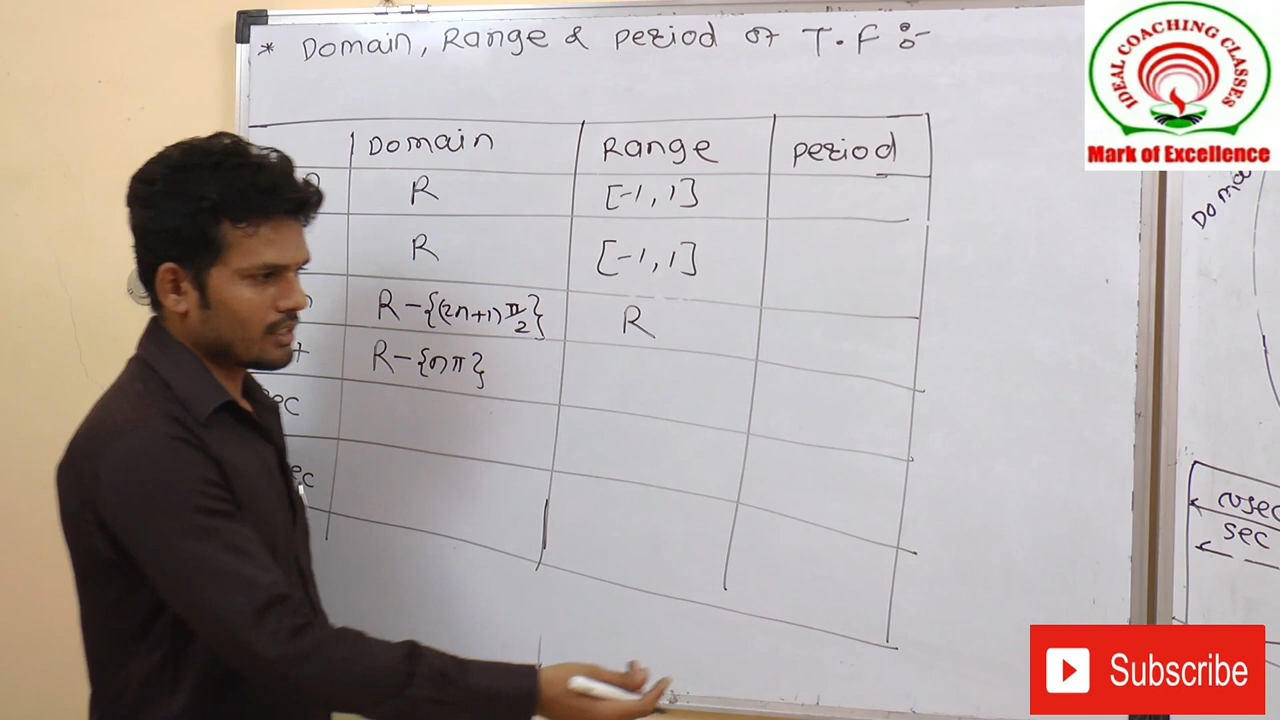 * Domain, Range & period of T.F :-
Domain Range period
R [-1, 1]
R [-1, 1]
R-{(2n+1)π/2} R
R-{nπ}
sec
IDEAL COACHING CLASSES
Mark of Excellence
Doma
sec
Subscribe